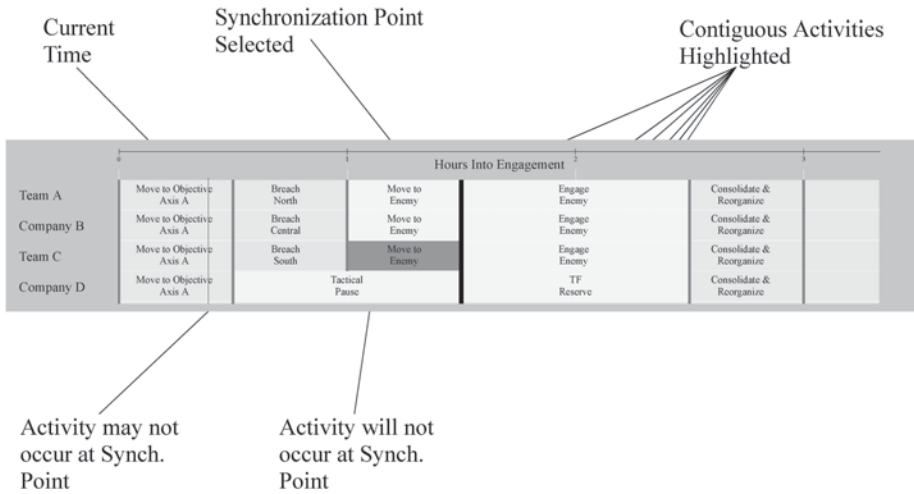 Current
Time
Synchronization Point
Selected
Contiguous Activities
Highlighted
0
1
2
3
Hours Into Engagement
Team A
Move to Objective
Axis A
Breach
North
Move to
Enemy
Engage
Enemy
Consolidate &
Reorganize
Company B
Move to Objective
Axis A
Breach
Central
Move to
Enemy
Engage
Enemy
Consolidate &
Reorganize
Team C
Move to Objective
Axis A
Breach
South
Move to
Enemy
Engage
Enemy
Consolidate &
Reorganize
Company D
Move to Objective
Axis A
Tactical
Pause
TF
Reserve
Consolidate &
Reorganize
Activity may not
occur at Synch.
Point
Activity will not
occur at Synch.
Point